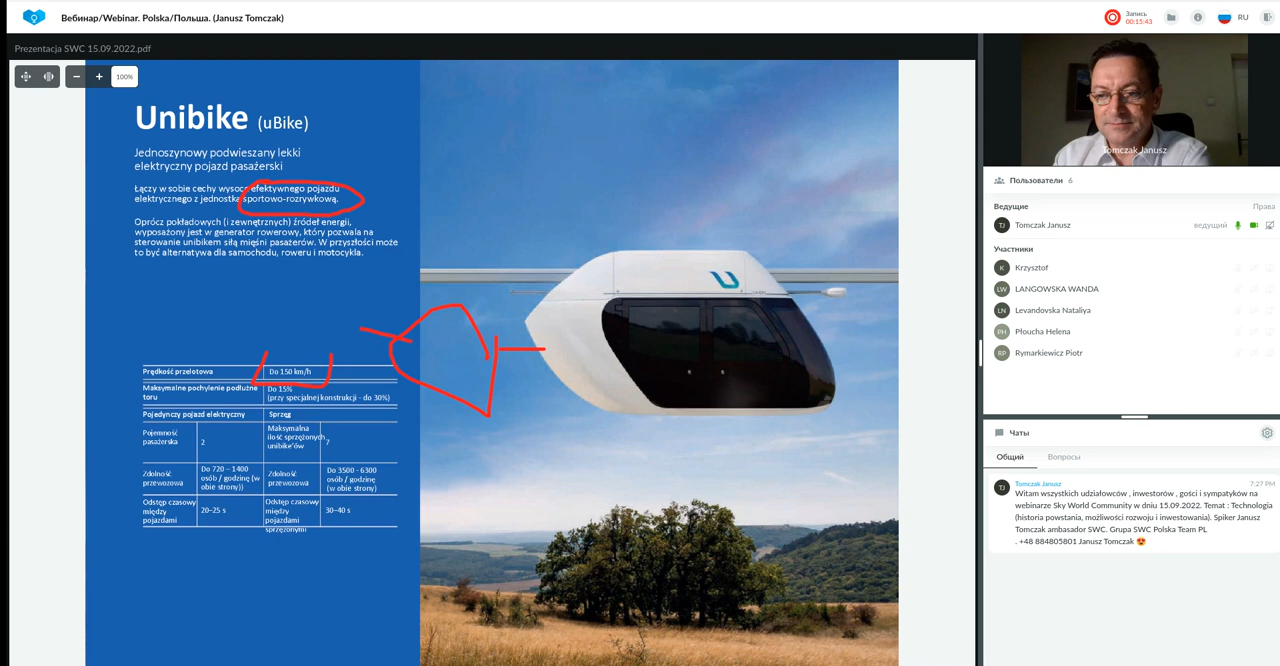 Вебинар/Webinar. Polska/Польша. (Janusz Tomczak)
Запись
00:15:43
RU
Prezentacja SWC 15.09.2022.pdf
100%
Unibike (uBike)
Jednoszynowy podwieszany lekki
elektryczny pojazd pasażerski
Łączy w sobie cechy wysoce efektywnego pojazdu
elektrycznego z jednostką sportowo-rozrywkową.
Oprócz pokładowych (i zewnętrznych) źródeł energii,
wyposażony jest w generator rowerowy, który pozwala na
sterowanie unibikem siłą mięśni pasażerów. W przyszłości może
to być alternatywa dla samochodu, roweru i motocykla.
Prędkość przelotowa
Do 150 km/h
Maksymalne pochylenie podłużne
toru
Do 15%
(przy specjalnej konstrukcji - do 30%)
Pojedynczy pojazd elektryczny
Sprzęg
Pojemność
pasażerska
2
Maksymalna
ilość sprzężonych
unibike'ów
7
Zdolność
przewozowa
Do 720 – 1400
osób / godzinę (w
obie strony))
Zdolność
przewozowa
Do 3500 - 6300
osób / godzinę
(w obie strony)
Odstęp czasowy
między
pojazdami
20–25 s
Odstęp czasowy
między
pojazdami
sprzężonymi
30–40 s
Tomczak Janusz
Пользователи 6
Ведущие
Права
TJ
Tomczak Janusz
ведущий
Участники
K
Krzysztof
LW
LANGOWSKA WANDA
LN
Levandovska Nataliya
PH
Płoucha Helena
RP
Rymarkiewicz Piotr
Чаты
Общий
Вопросы
TJ
Tomczak Janusz
7:27 PM
Witam wszystkich udziałowców , inwestorów , gości i sympatyków na
webinarze Sky World Community w dniu 15.09.2022. Temat : Technologia
(historia powstania, możliwości rozwoju i inwestowania). Spiker Janusz
Tomczak ambasador SWC. Grupa SWC Polska Team PL
. +48 884805801 Janusz Tomczak 😍